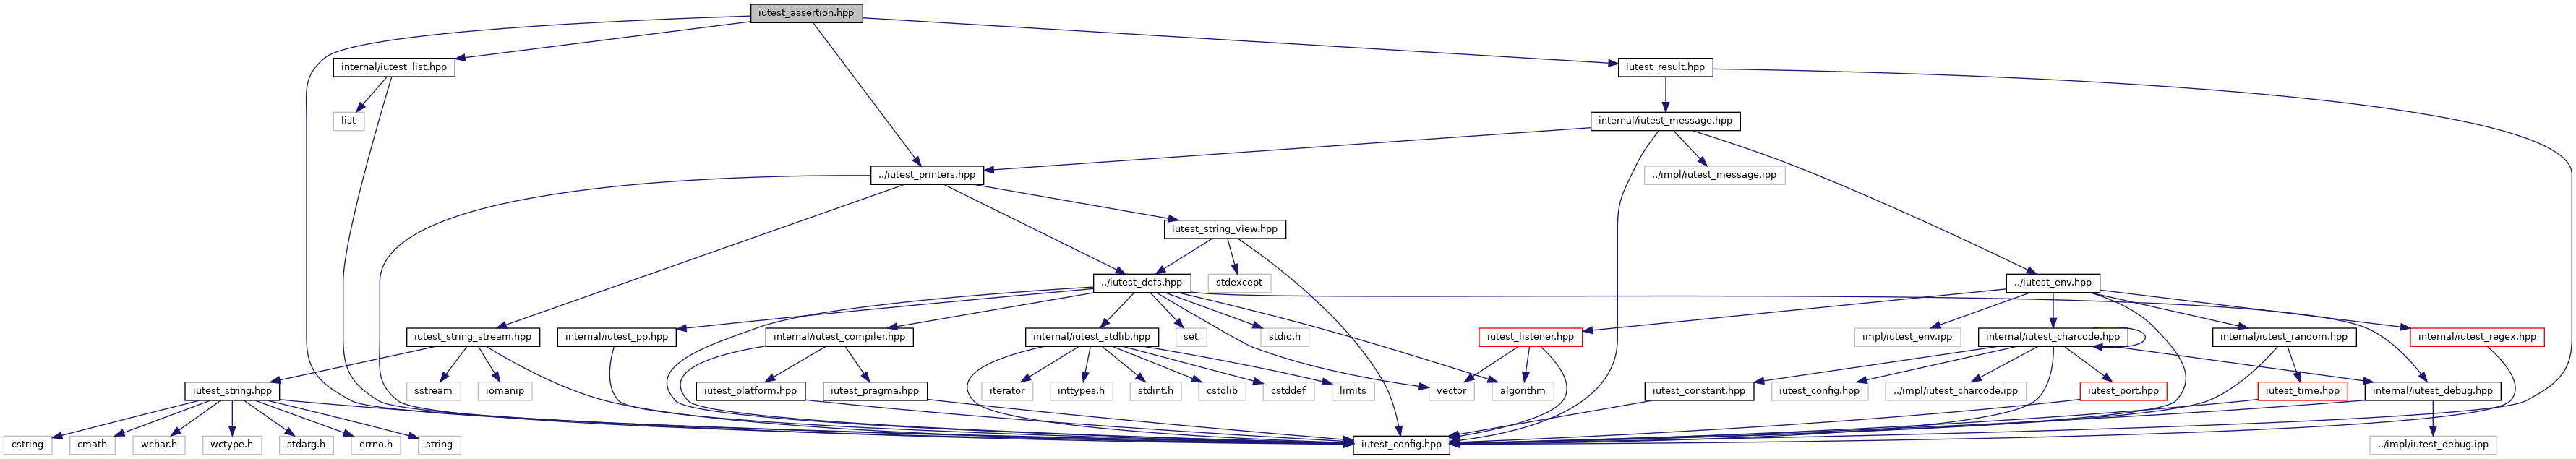 iutest_assertion.hpp
internal/iutest_list.hpp
iutest_result.hpp
list
internal/iutest_message.hpp
../iutest_printers.hpp
../impl/iutest_message.ipp
iutest_string_view.hpp
../iutest_defs.hpp
stdexcept
../iutest_env.hpp
iutest_string_stream.hpp
internal/iutest_pp.hpp
internal/iutest_compiler.hpp
internal/iutest_stdlib.hpp
set
stdio.h
iutest_listener.hpp
impl/iutest_env.ipp
internal/iutest_charcode.hpp
internal/iutest_random.hpp
internal/iutest_regex.hpp
iutest_string.hpp
sstream
iomanip
iutest_platform.hpp
iutest_pragma.hpp
iterator
inttypes.h
stdint.h
cstdlib
cstddef
limits
vector
algorithm
iutest_constant.hpp
iutest_config.hpp
../impl/iutest_charcode.ipp
iutest_port.hpp
iutest_time.hpp
internal/iutest_debug.hpp
cstring
cmath
wchar.h
wctype.h
stdarg.h
errno.h
string
iutest_config.hpp
../impl/iutest_debug.ipp